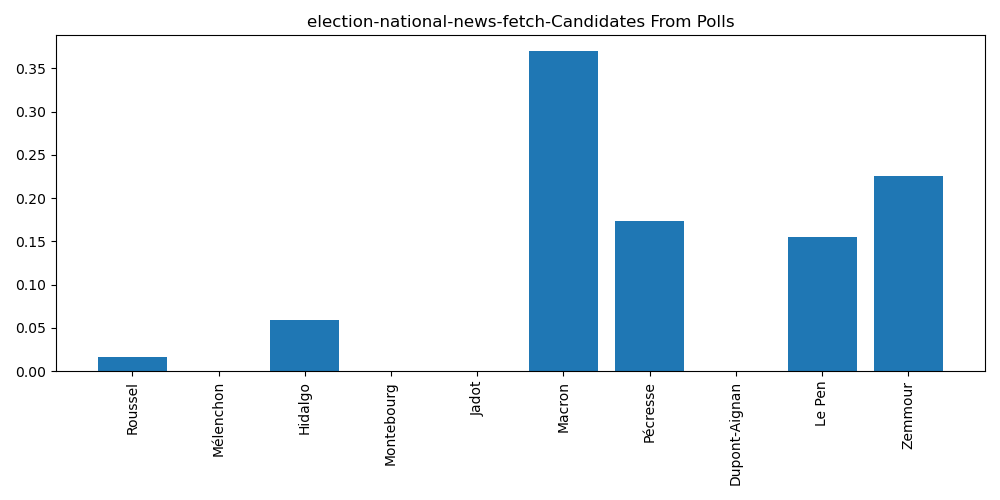 election-national-news-fetch-Candidates From Polls
0.35
0.30
0.25
0.20
0.15
0.10
0.05
0.00
Roussel
Mélenchon
Hidalgo
Montebourg
Jadot
Macron
Pécresse
Dupont-Aignan
Le Pen
Zemmour